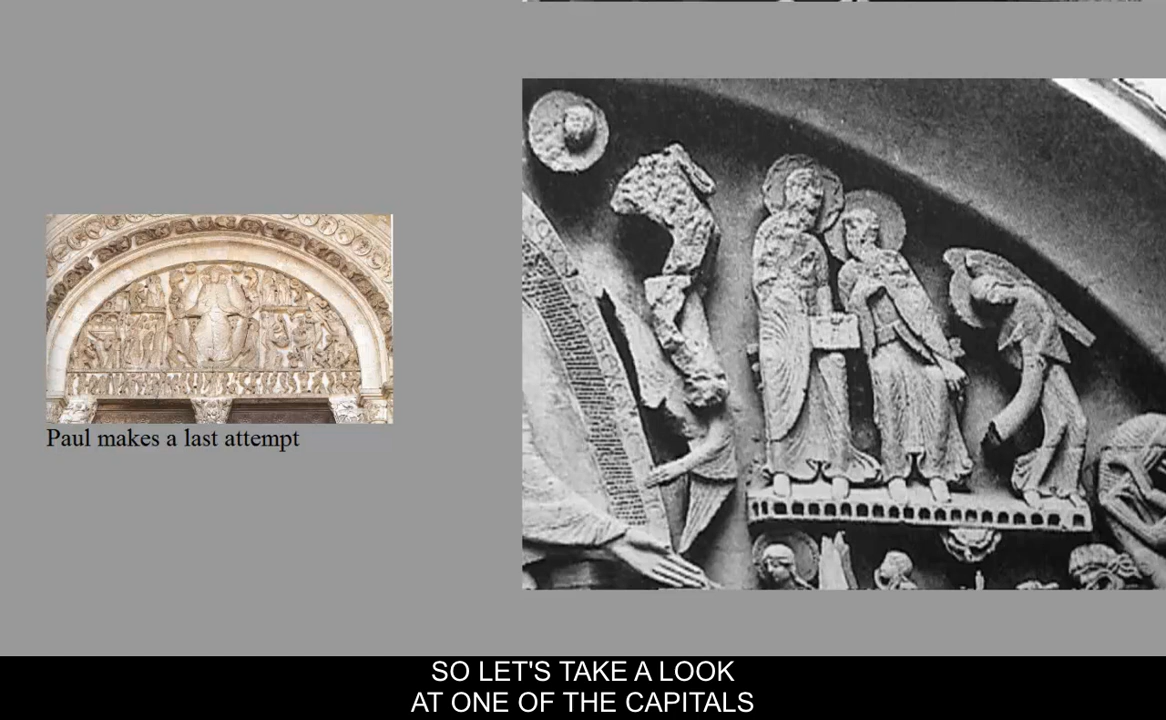 Paul makes a last attempt
SO LET'S TAKE A LOOK
AT ONE OF THE CAPITALS